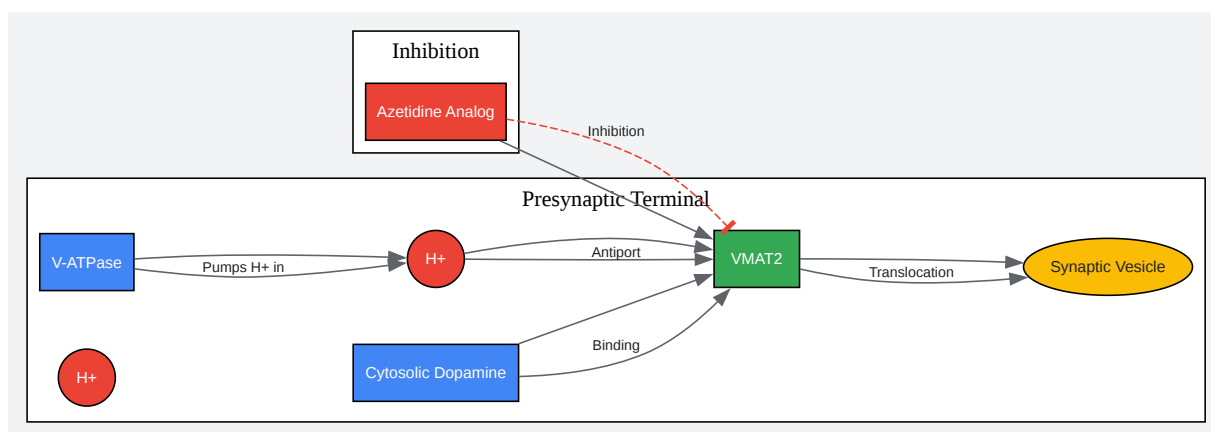 Inhibition
Azetidine Analog
Inhibition
Presynaptic Terminal
V-ATPase
Pumps H+ in
H+
Antiport
VMAT2
Translocation
Synaptic Vesicle
Binding
Cytosolic Dopamine
H+